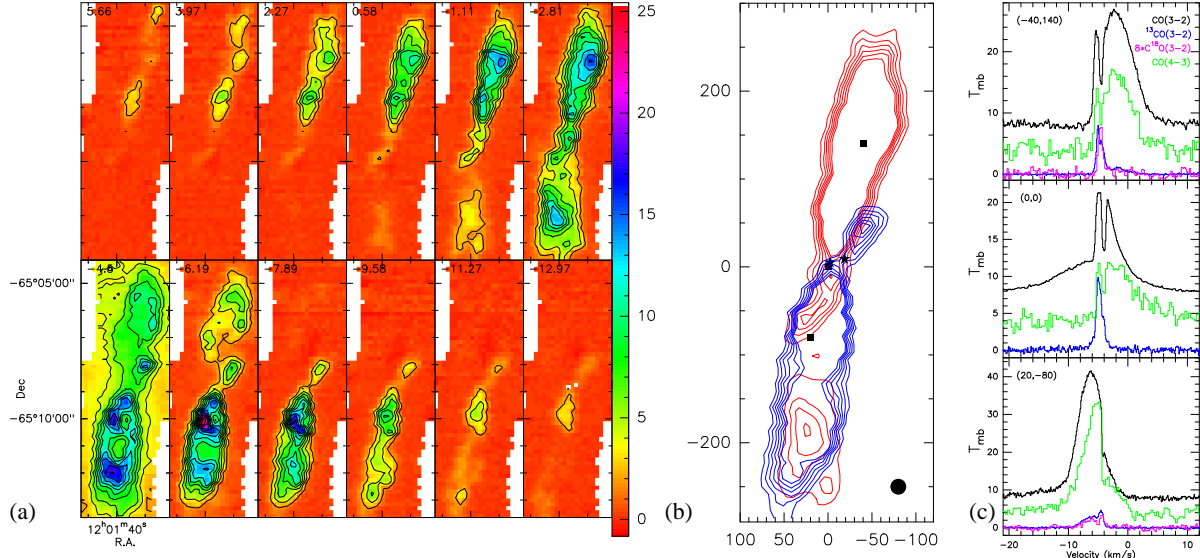 5.66 3.97 2.27 0.58 -1.11 -2.81
-4.5 -6.19 -7.89 -9.58 -11.27 -12.97
-65°05'00"
-65°10'00"
Dec
12h01m40s
R.A.
(a)
25
20
15
10
5
0
200
0
-200
50 0 -50 -100
(b)
(-40,140)
CO(3-2)
13CO(3-2)
8*C18O(3-2)
CO(4-3)
Tmb
20
10
0
(0,0)
Tmb
20
15
10
5
0
(20,-80)
Tmb
40
30
20
10
0
-20 -10 0 10
Velocity (km/s)
(c)